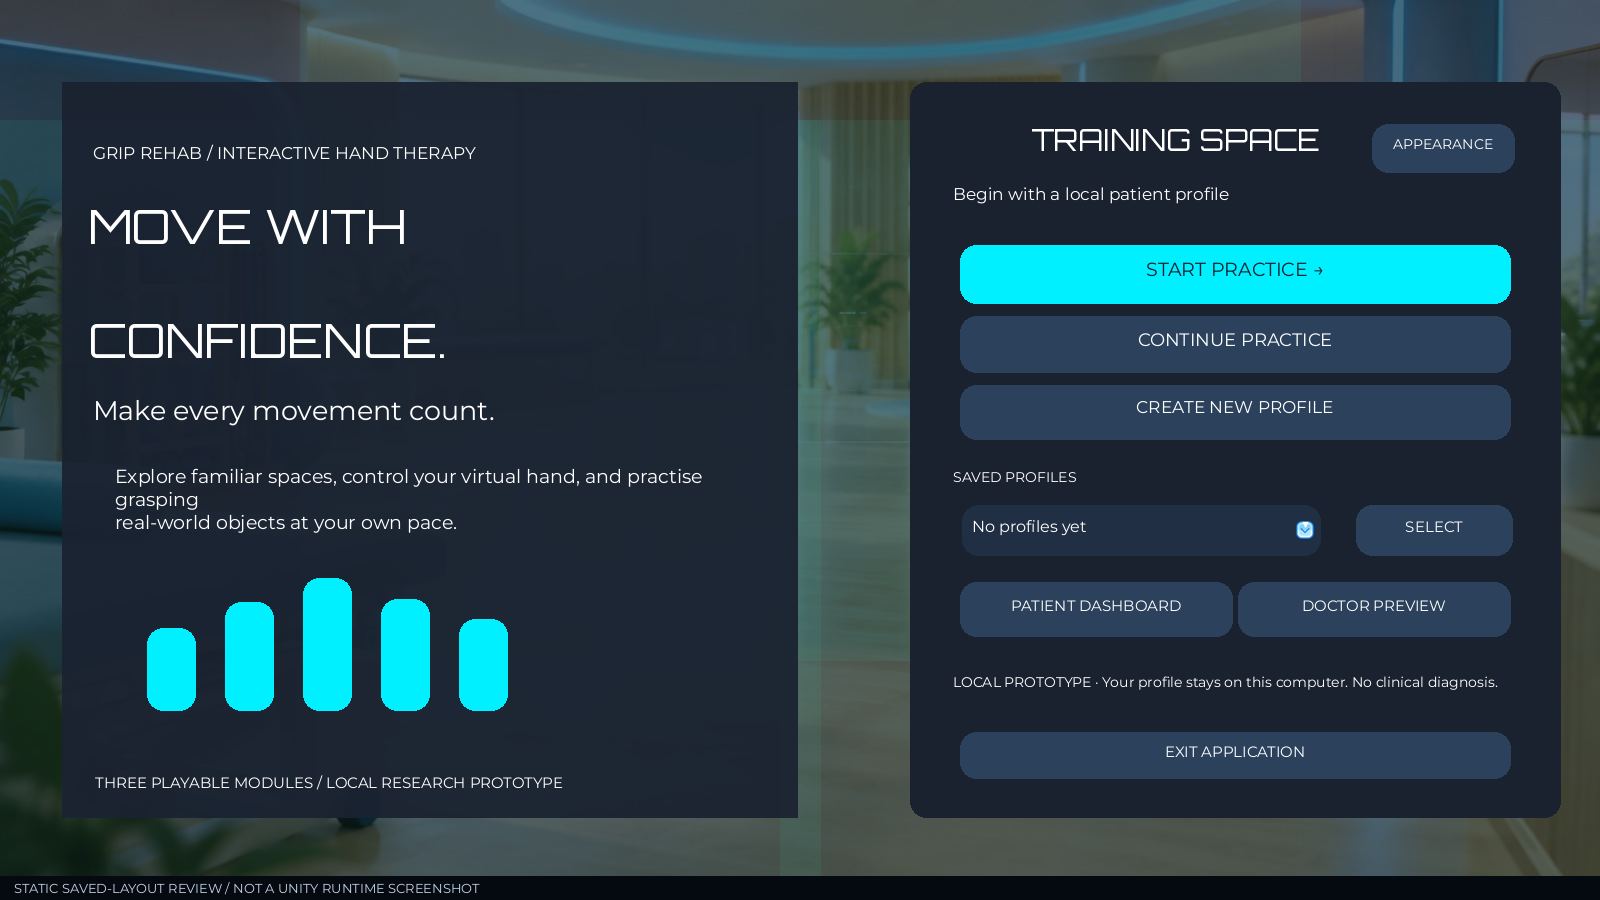 GRIP REHAB / INTERACTIVE HAND THERAPY
MOVE WITH
CONFIDENCE.
Make every movement count.
Explore familiar spaces, control your virtual hand, and practise
grasping
real-world objects at your own pace.
THREE PLAYABLE MODULES / LOCAL RESEARCH PROTOTYPE
TRAINING SPACE
APPEARANCE
Begin with a local patient profile
START PRACTICE →
CONTINUE PRACTICE
CREATE NEW PROFILE
SAVED PROFILES
No profiles yet
SELECT
PATIENT DASHBOARD
DOCTOR PREVIEW
LOCAL PROTOTYPE · Your profile stays on this computer. No clinical diagnosis.
EXIT APPLICATION
STATIC SAVED-LAYOUT REVIEW / NOT A UNITY RUNTIME SCREENSHOT